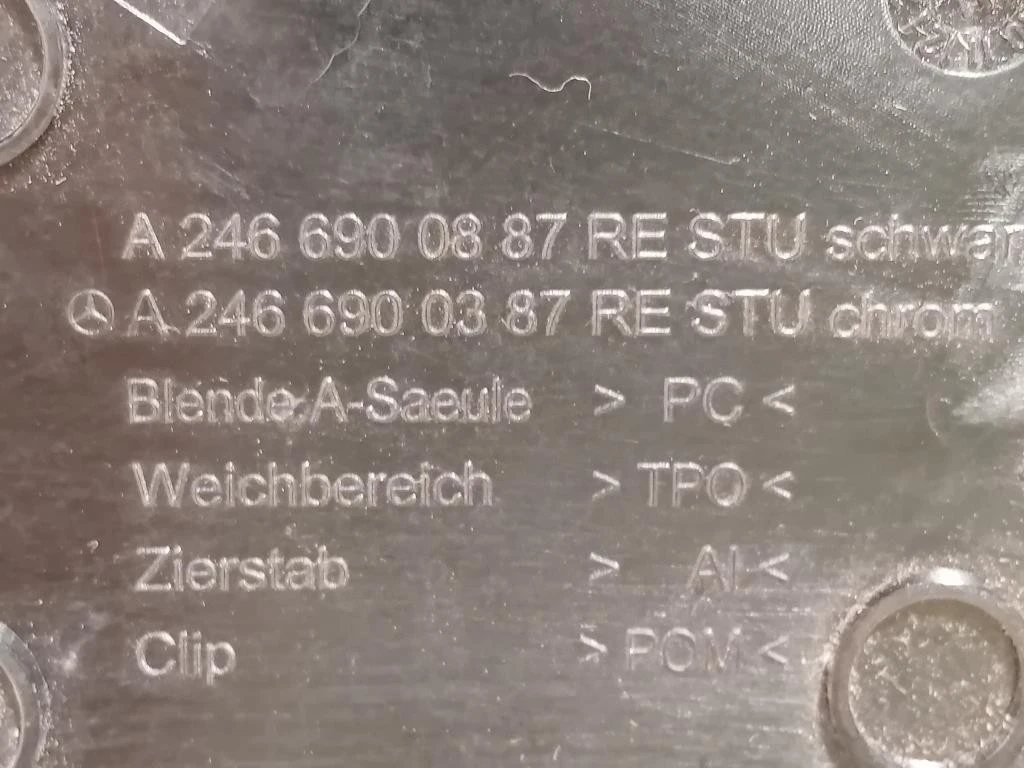 A 246 690 08 87 RE STU schwar
A 246 690 03 87 RE STU chrom
Blende A-Saeule > PC <
Weichbereich > TPO <
Zierstab > Al <
Clip > POM <